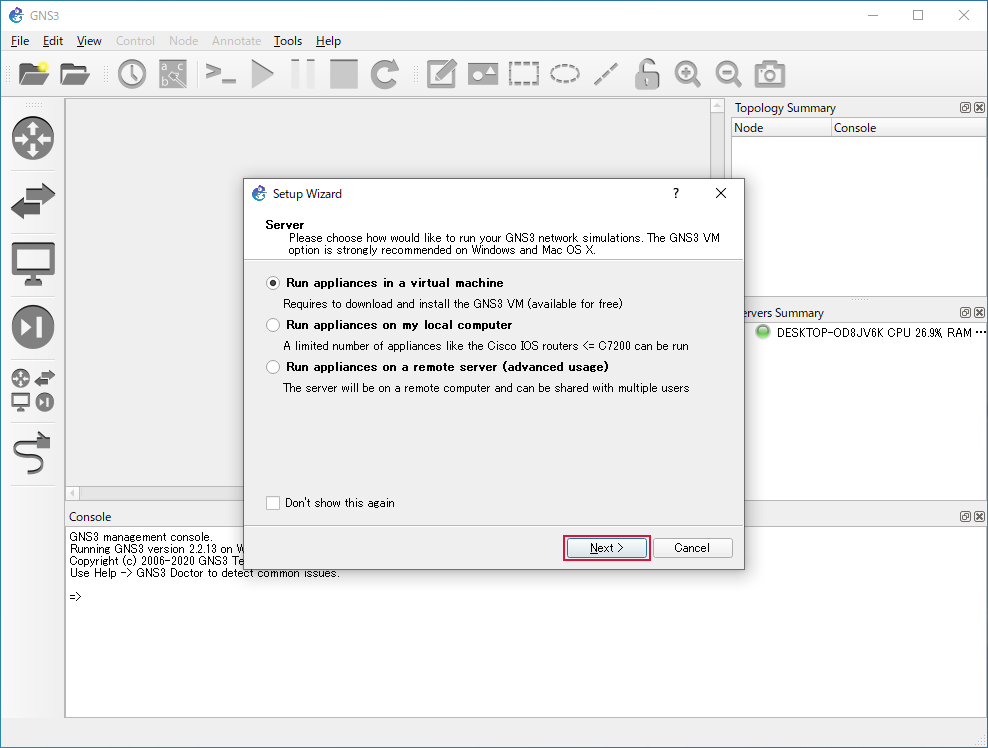 GNS3
File Edit View Control Node Annotate Tools Help
Topology Summary
Node Console
Setup Wizard
Server
Please choose how would like to run your GNS3 network simulations. The GNS3 VM
option is strongly recommended on Windows and Mac OS X.
Run appliances in a virtual machine
Requires to download and install the GNS3 VM (available for free)
Run appliances on my local computer
A limited number of appliances like the Cisco IOS routers <= C7200 can be run
Run appliances on a remote server (advanced usage)
The server will be on a remote computer and can be shared with multiple users
Don't show this again
Next > Cancel
ervers Summary
DESKTOP-OD8JV6K CPU 26.9% RAM ...
Console
GNS3 management console.
Running GNS3 version 2.2.13 on W
Copyright (c) 2006-2020 GNS3 Te
Use Help -> GNS3 Doctor to detect common issues.
=>